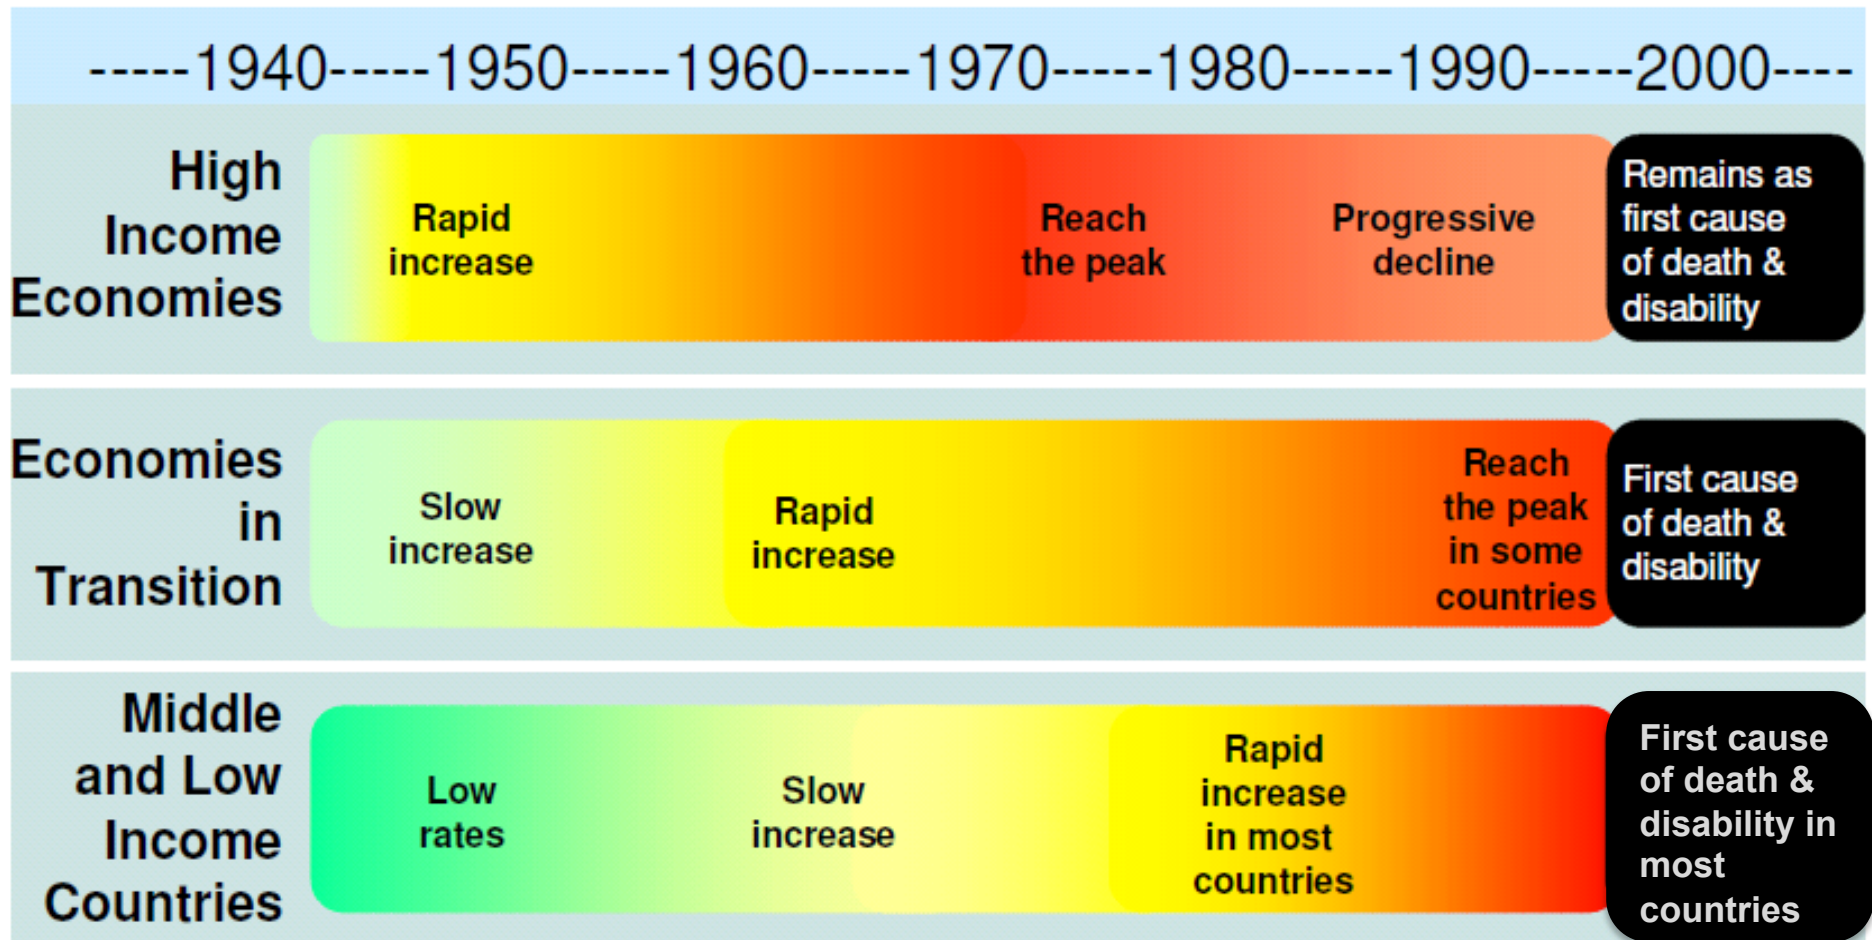 -----1940-----1950-----1960-----1970-----1980-----1990-----2000----
High
Income
Economies
Rapid
increase
Reach
the peak
Progressive
decline
Remains as
first cause
of death &
disability
Economies
in
Transition
Slow
increase
Rapid
increase
Reach
the peak
in some
countries
First cause
of death &
disability
Middle
and Low
Income
Countries
Low
rates
Slow
increase
Rapid
increase
in most
countries
First cause
of death &
disability in
most
countries